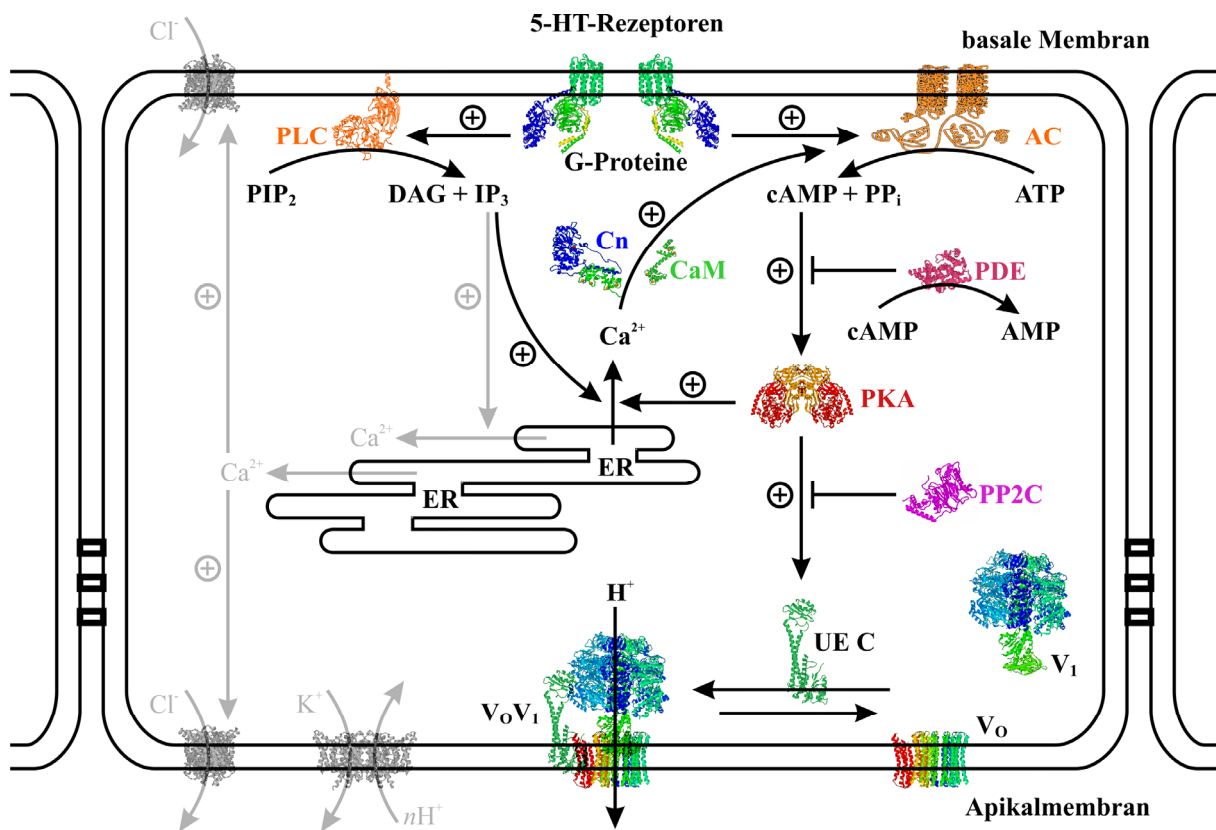 5-HT-Rezeptoren
basale Membran
Cl⁻
PLC
G-Proteine
AC
PIP₂
DAG + IP₃
cAMP + PPᵢ
ATP
Cn
CaM
PDE
cAMP
AMP
Ca²⁺
PKA
Ca²⁺
Ca²⁺
ER
ER
PP2C
H⁺
UE C
V₁
Cl⁻
K⁺
VₒV₁
Vₒ
nH⁺
Apikalmembran